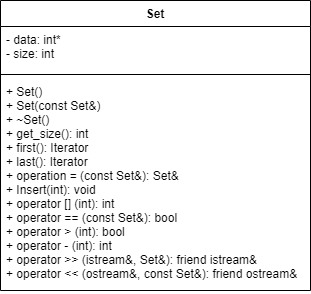 Set
- data: int*
- size: int
+ Set()
+ Set(const Set&)
+ ~Set()
+ get_size(): int
+ first(): Iterator
+ last(): Iterator
+ operation = (const Set&): Set&
+ Insert(int): void
+ operator [] (int): int
+ operator == (const Set&): bool
+ operator > (int): bool
+ operator - (int): int
+ operator >> (istream&, Set&): friend istream&
+ operator << (ostream&, const Set&): friend ostream&